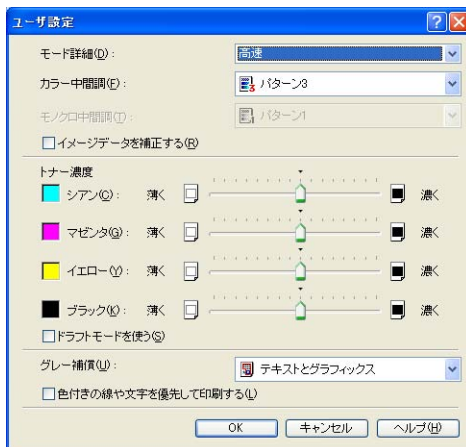 ユーザ設定
モード詳細(D): 高速
カラー中間調(F): パターン3
モノクロ中間調(T): パターン1
イメージデータを補正する(R)
トナー濃度
シアン(C): 薄く 濃く
マゼンタ(G): 薄く 濃く
イエロー(Y): 薄く 濃く
ブラック(K): 薄く 濃く
ドラフトモードを使う(S)
グレー補償(U): テキストとグラフィックス
色付きの線や文字を優先して印刷する(L)
OK キャンセル ヘルプ(H)